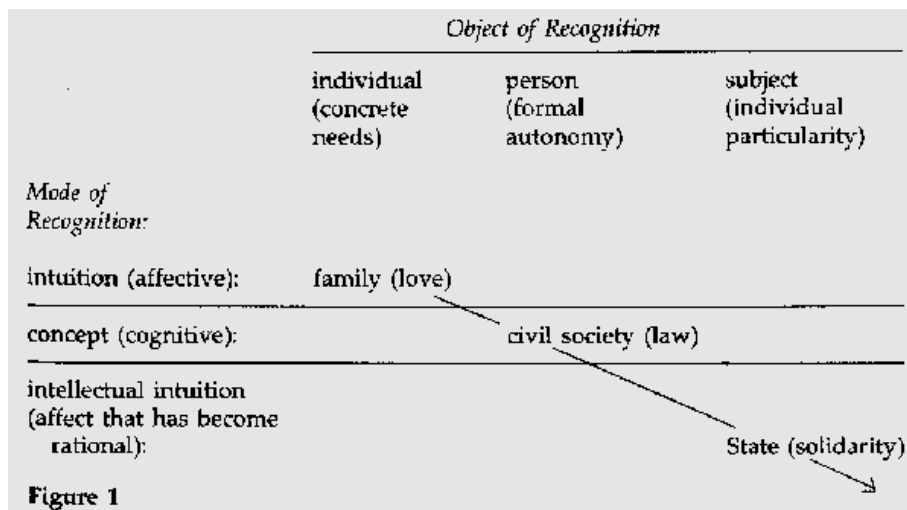 Object of Recognition
individual person subject
(concrete (formal (individual
needs) autonomy) particularity)
Mode of
Recognition:
intuition (affective): family (love)
concept (cognitive): civil society (law)
intellectual intuition
(affect that has become
rational): State (solidarity)
Figure 1